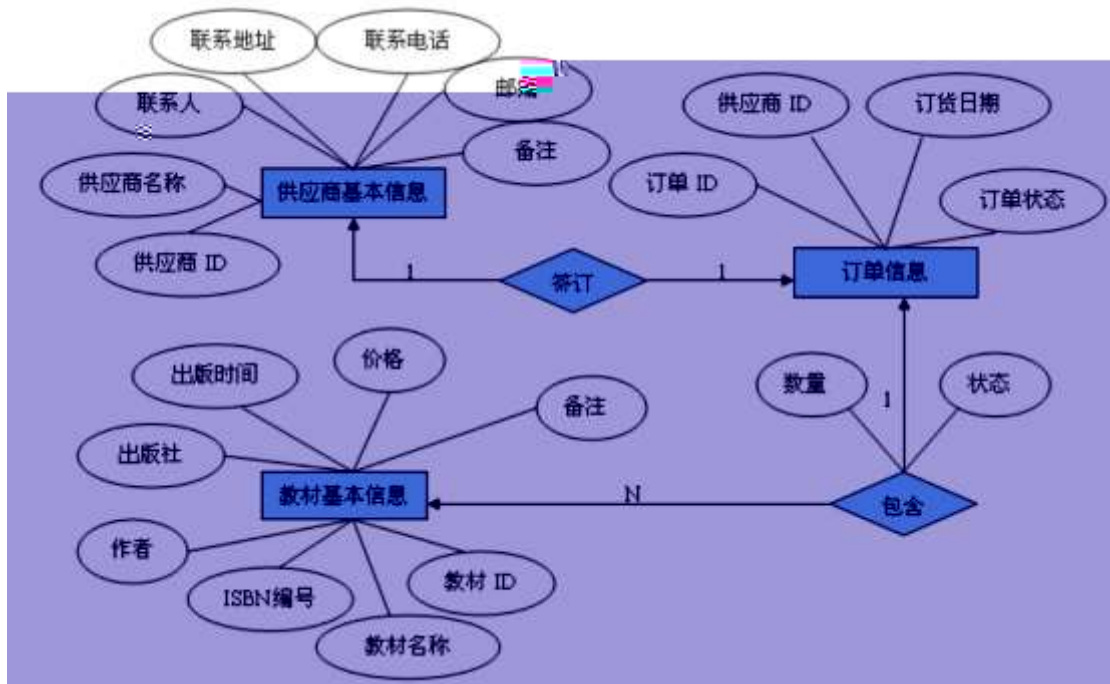 联系地址
联系电话
联系人
邮箱
供应商 ID
订货日期
备注
供应商名称
供应商基本信息
订单 ID
订单状态
供应商 ID
1
签订
1
订单信息
出版时间
价格
备注
数量
状态
1
出版社
教材基本信息
N
包含
作者
ISBN编号
教材 ID
教材名称